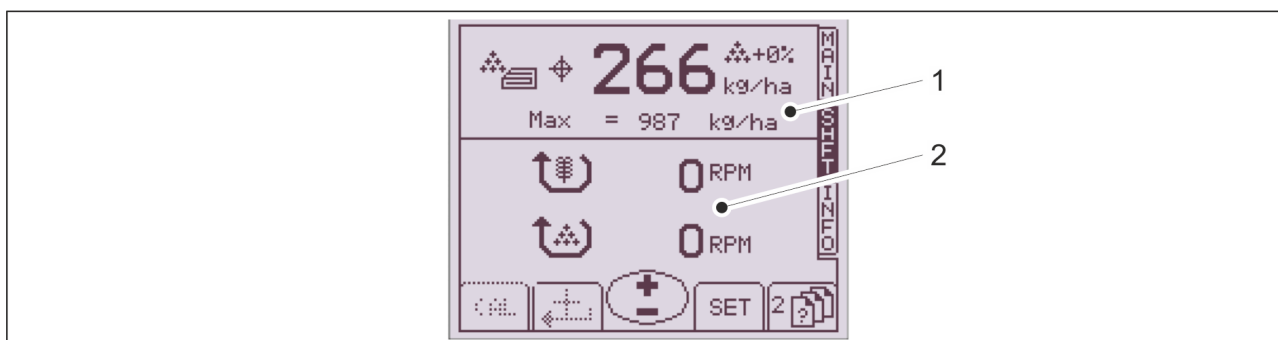 266 +0%
kg/ha
Max = 987 kg/ha
0 RPM
0 RPM
CAL
+
−
SET
2 ?
MAIN SHFT INFO
1
2